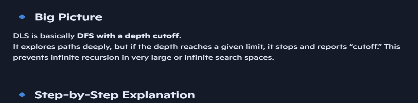 Big Picture
DLS is basically DFS with a depth cutoff.
It explores paths deeply, but if the depth reaches a given limit, it stops and reports “cutoff.” This
prevents infinite recursion in very large or infinite search spaces.
Step-by-Step Explanation